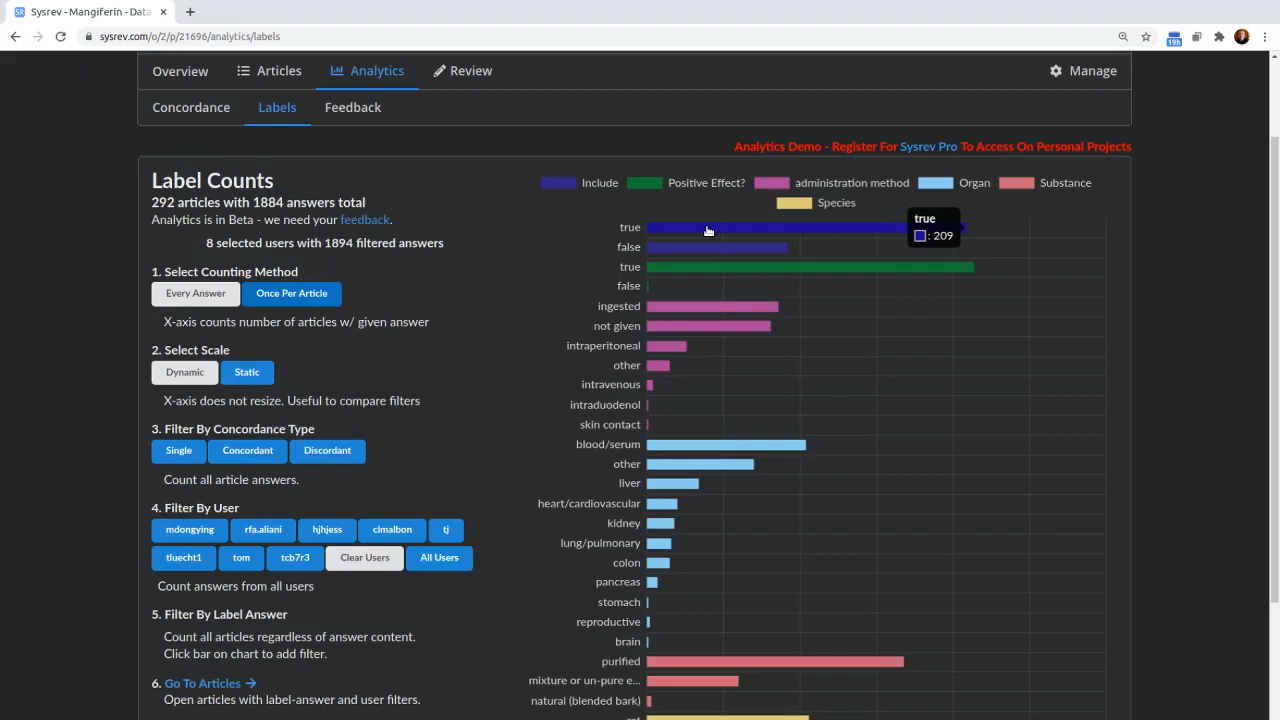 Sysrev - Mangiferin - Data
sysrev.com/o/2/p/21696/analytics/labels
19h
Overview Articles Analytics Review Manage
Concordance Labels Feedback
Analytics Demo - Register For Sysrev Pro To Access On Personal Projects
Label Counts
292 articles with 1884 answers total
Analytics is in Beta - we need your feedback.
8 selected users with 1894 filtered answers
1. Select Counting Method
Every Answer Once Per Article
X-axis counts number of articles w/ given answer
2. Select Scale
Dynamic Static
X-axis does not resize. Useful to compare filters
3. Filter By Concordance Type
Single Concordant Discordant
Count all article answers.
4. Filter By User
mdongying rfa.aliani hjhjess clmalbon tj
tluecht1 tom tcb7r3 Clear Users All Users
Count answers from all users
5. Filter By Label Answer
Count all articles regardless of answer content.
Click bar on chart to add filter.
6. Go To Articles
Open articles with label-answer and user filters.
Include Positive Effect? administration method Organ Substance
Species
true
true
: 209
false
true
false
ingested
not given
intraperitoneal
other
intravenous
intraduodenol
skin contact
blood/serum
other
liver
heart/cardiovascular
kidney
lung/pulmonary
colon
pancreas
stomach
reproductive
brain
purified
mixture or un-pure e...
natural (blended bark)